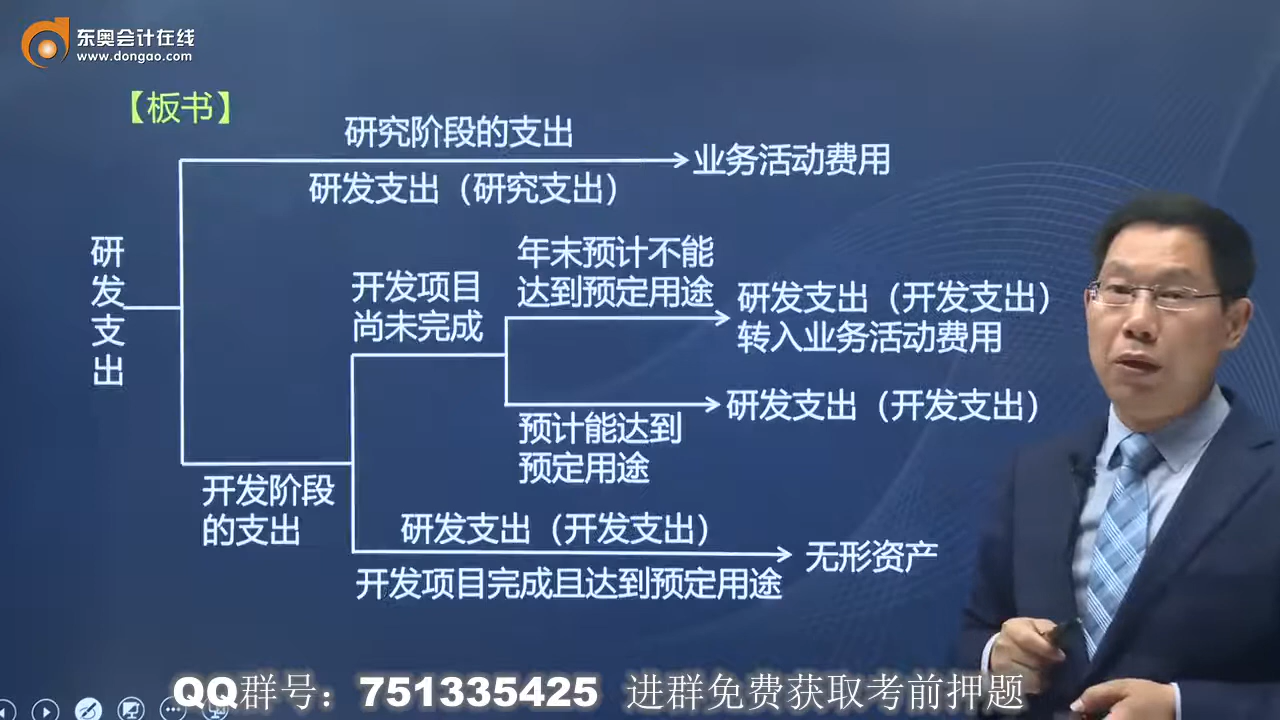 东奥会计在线
www.dongao.com
【板书】
研究阶段的支出
研发支出（研究支出）
业务活动费用
研发支出
开发项目
尚未完成
年末预计不能
达到预定用途
研发支出（开发支出）
转入业务活动费用
预计能达到
预定用途
研发支出（开发支出）
开发阶段
的支出
研发支出（开发支出）
开发项目完成且达到预定用途
无形资产
QQ群号：751335425 进群免费获取考前押题